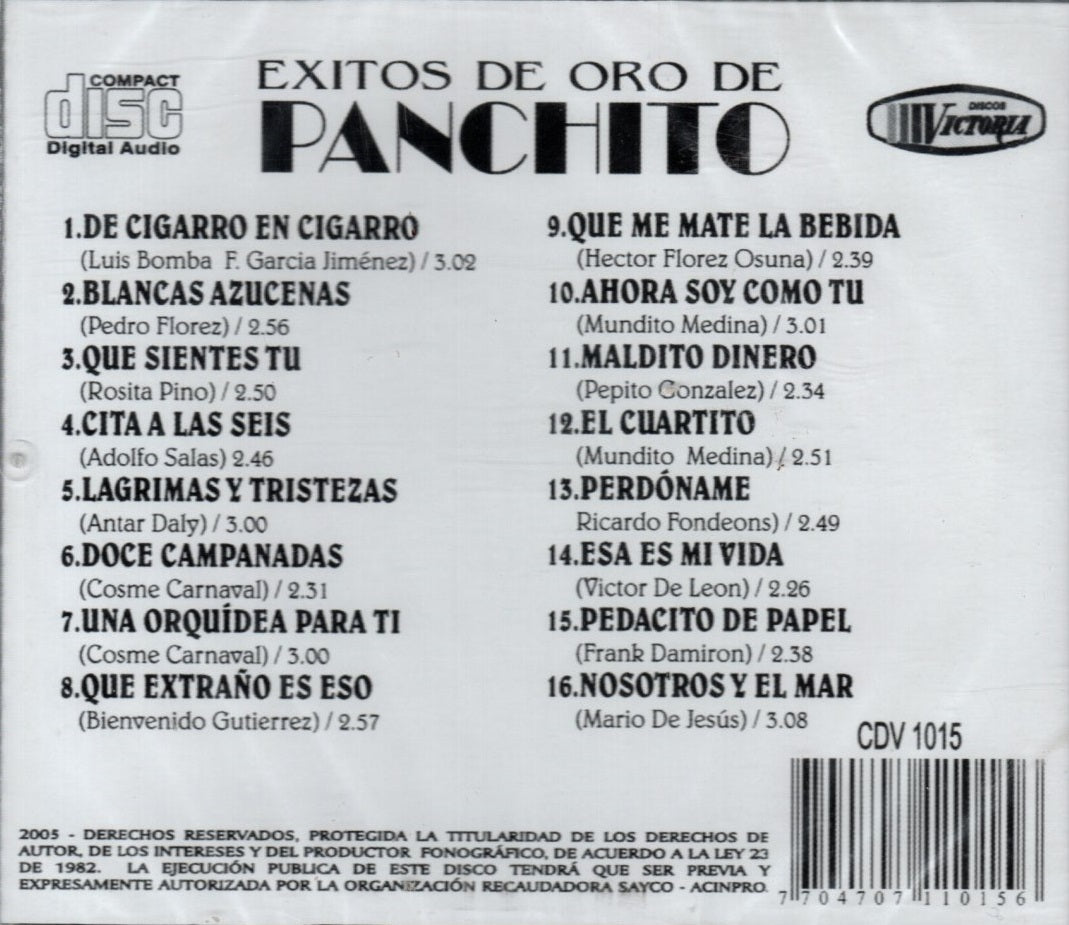 COMPACT
disc
Digital Audio
EXITOS DE ORO DE
PANCHITO
DISCOS
VICTORIA
1.DE CIGARRO EN CIGARRO
(Luis Bomba F. Garcia Jiménez) / 3.02
2.BLANCAS AZUCENAS
(Pedro Florez) / 2.56
3.QUE SIENTES TU
(Rosita Pino) / 2.50
4.CITA A LAS SEIS
(Adolfo Salas) 2.46
5.LAGRIMAS Y TRISTEZAS
(Antar Daly) / 3.00
6.DOCE CAMPANADAS
(Cosme Carnaval) / 2.31
7.UNA ORQUÍDEA PARA TI
(Cosme Carnaval) / 3.00
8.QUE EXTRAÑO ES ESO
(Bienvenido Gutierrez) / 2.57
9.QUE ME MATE LA BEBIDA
(Hector Florez Osuna) / 2.39
10.AHORA SOY COMO TU
(Mundito Medina) / 3.01
11.MALDITO DINERO
(Pepito Gonzalez) / 2.34
12.EL CUARTITO
(Mundito Medina) / 2.51
13.PERDÓNAME
Ricardo Fondeons) / 2.49
14.ESA ES MI VIDA
(Victor De Leon) / 2.26
15.PEDACITO DE PAPEL
(Frank Damiron) / 2.38
16.NOSOTROS Y EL MAR
(Mario De Jesús) / 3.08
CDV 1015
2005 - DERECHOS RESERVADOS, PROTEGIDA LA TITULARIDAD DE LOS DERECHOS DE
AUTOR, DE LOS INTERESES Y DEL PRODUCTOR FONOGRÁFICO, DE ACUERDO A LA LEY 23
DE 1982. LA EJECUCIÓN PUBLICA DE ESTE DISCO TENDRÁ QUE SER PREVIA Y
EXPRESAMENTE AUTORIZADA POR LA ORGANIZACIÓN RECAUDADORA SAYCO - ACINPRO.
7 704707 110156